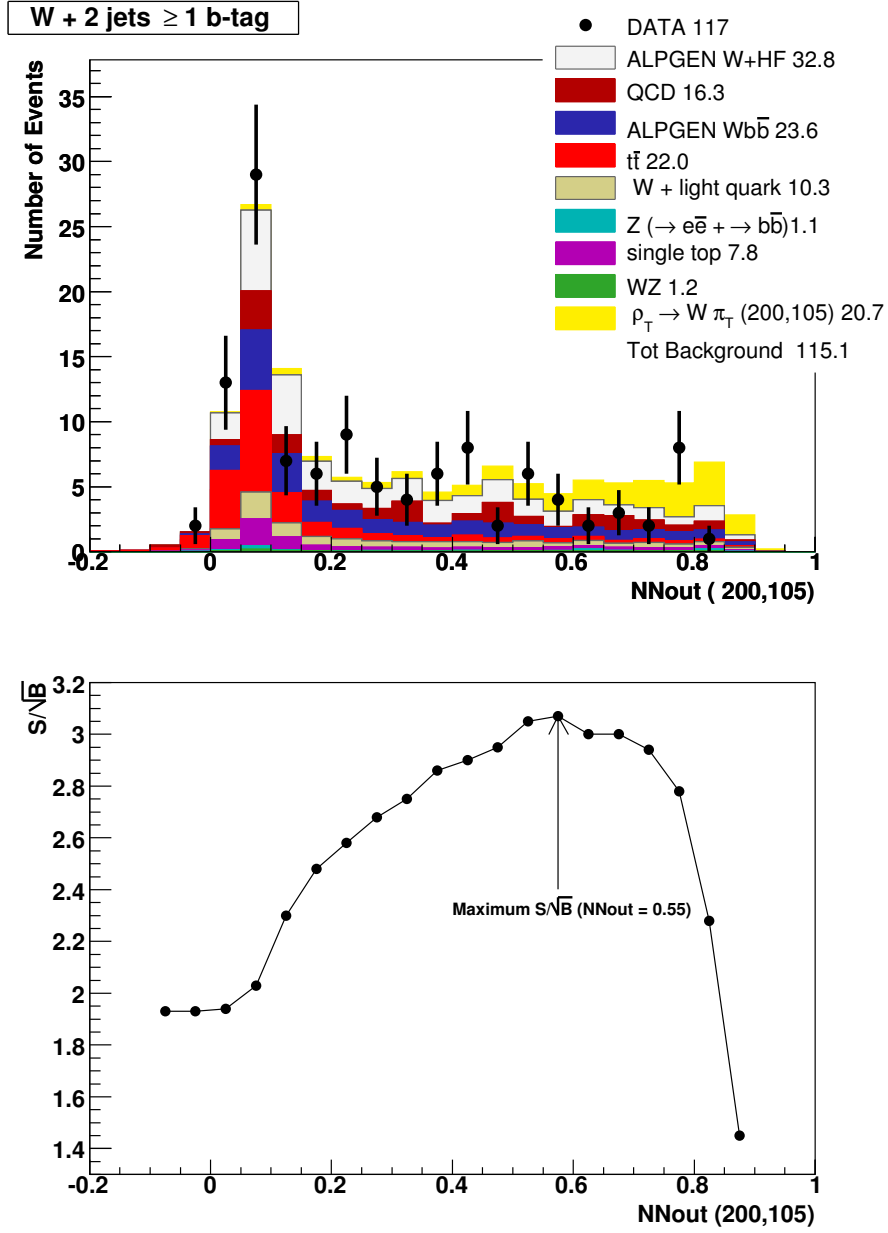 W + 2 jets ≥ 1 b-tag
DATA 117
ALPGEN W+HF 32.8
QCD 16.3
ALPGEN Wbb̄ 23.6
tt̄ 22.0
W + light quark 10.3
Z (→ eē + → bb̄)1.1
single top 7.8
WZ 1.2
ρ_T → W π_T (200,105) 20.7
Tot Background 115.1
Number of Events
35
30
25
20
15
10
5
0
-0.2 0 0.2 0.4 0.6 0.8 1
NNout ( 200,105)
S/√B
3.2
3
2.8
2.6
2.4
2.2
2
1.8
1.6
1.4
Maximum S/√B (NNout = 0.55)
-0.2 0 0.2 0.4 0.6 0.8 1
NNout (200,105)